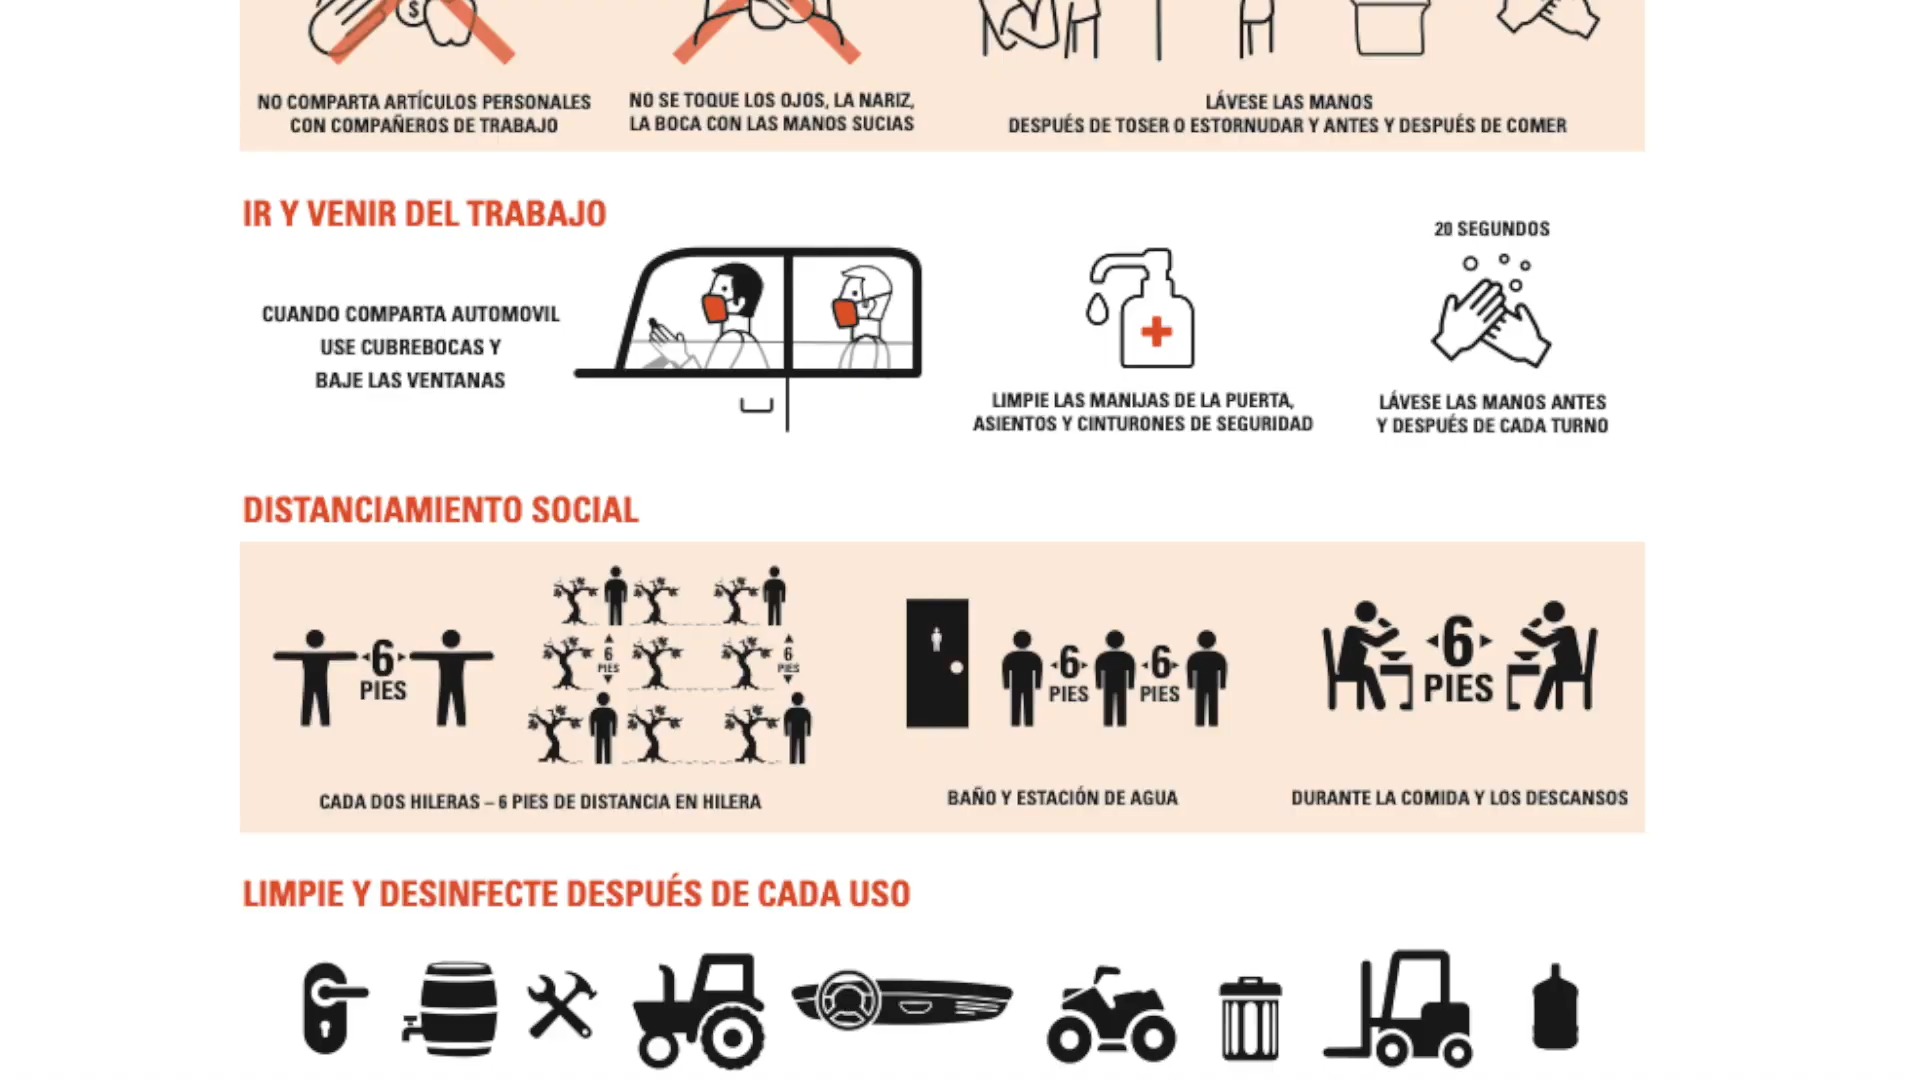 $
NO COMPARTA ARTÍCULOS PERSONALES
CON COMPAÑEROS DE TRABAJO
NO SE TOQUE LOS OJOS, LA NARIZ,
LA BOCA CON LAS MANOS SUCIAS
LÁVESE LAS MANOS
DESPUÉS DE TOSER O ESTORNUDAR Y ANTES Y DESPUÉS DE COMER
IR Y VENIR DEL TRABAJO
CUANDO COMPARTA AUTOMOVIL
USE CUBREBOCAS Y
BAJE LAS VENTANAS
LIMPIE LAS MANIJAS DE LA PUERTA,
ASIENTOS Y CINTURONES DE SEGURIDAD
20 SEGUNDOS
LÁVESE LAS MANOS ANTES
Y DESPUÉS DE CADA TURNO
DISTANCIAMIENTO SOCIAL
6
PIES
6
PIES
6
PIES
CADA DOS HILERAS – 6 PIES DE DISTANCIA EN HILERA
6
PIES
6
PIES
BAÑO Y ESTACIÓN DE AGUA
6
PIES
DURANTE LA COMIDA Y LOS DESCANSOS
LIMPIE Y DESINFECTE DESPUÉS DE CADA USO